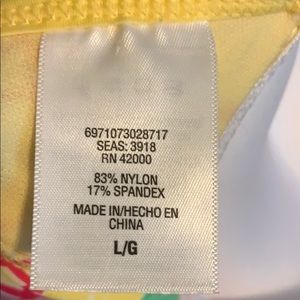 6971073028717
SEAS: 3918
RN 42000
83% NYLON
17% SPANDEX
MADE IN/HECHO EN
CHINA
L/G